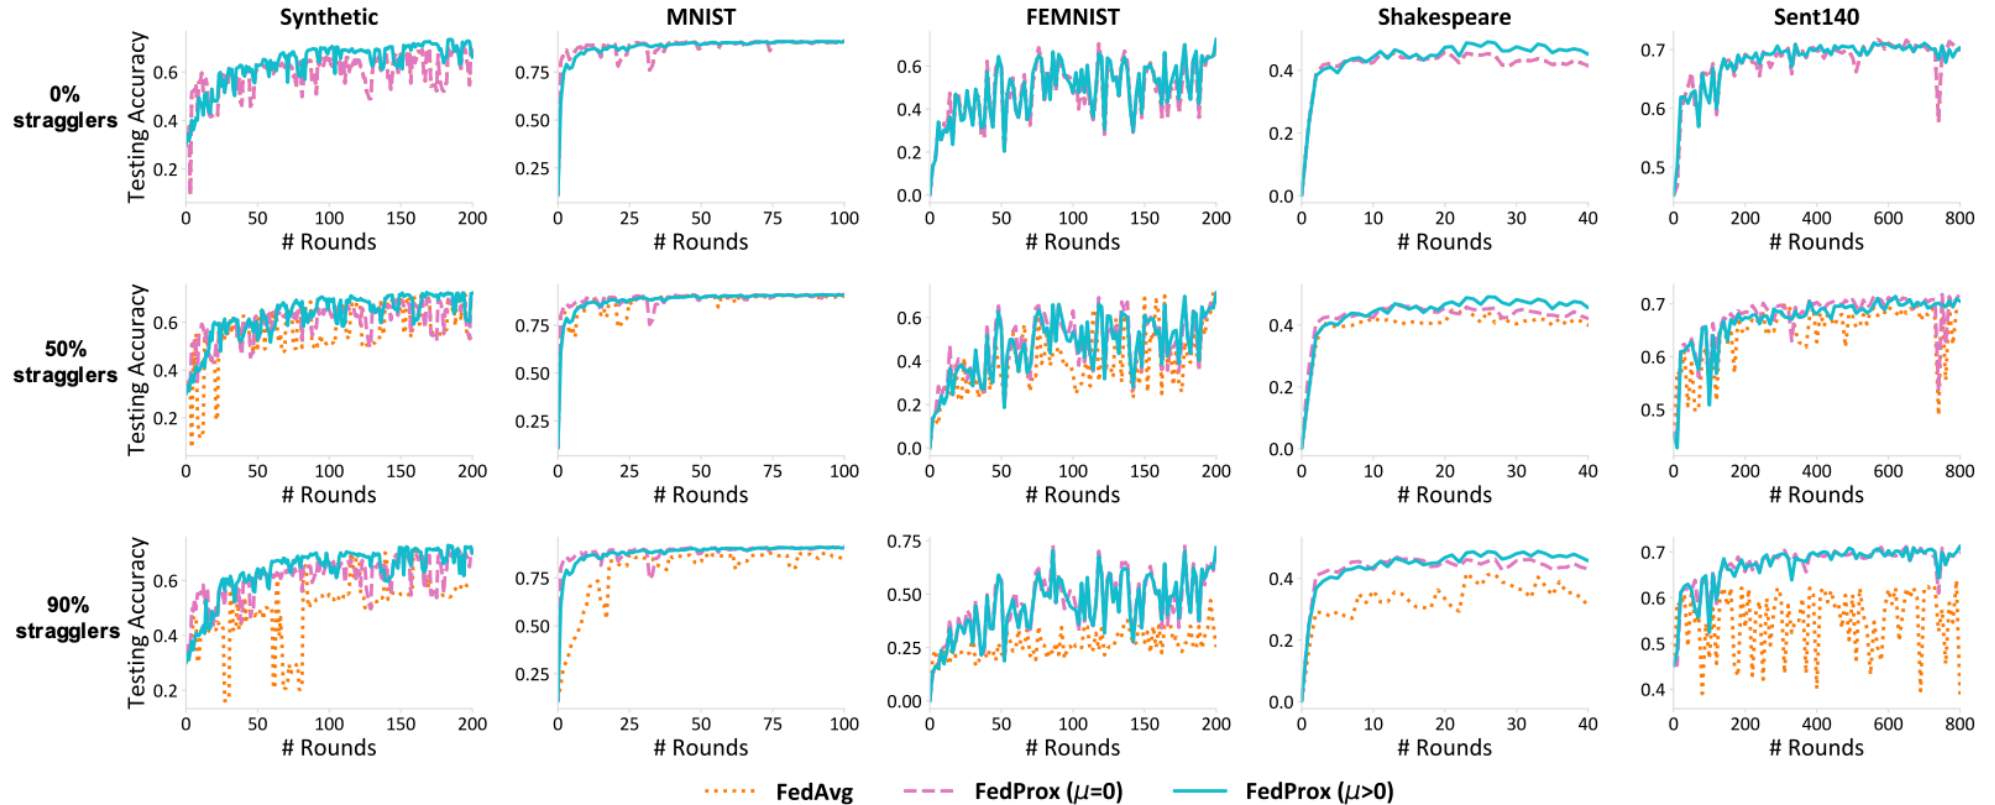 Synthetic MNIST FEMNIST Shakespeare Sent140
0% stragglers
Testing Accuracy
0.6
0.4
0.2
0 50 100 150 200
# Rounds
0.75
0.50
0.25
0 25 50 75 100
# Rounds
0.6
0.4
0.2
0.0
0 50 100 150 200
# Rounds
0.4
0.2
0.0
0 10 20 30 40
# Rounds
0.7
0.6
0.5
0 200 400 600 800
# Rounds
50% stragglers
Testing Accuracy
0.6
0.4
0.2
0 50 100 150 200
# Rounds
0.75
0.50
0.25
0 25 50 75 100
# Rounds
0.6
0.4
0.2
0.0
0 50 100 150 200
# Rounds
0.4
0.2
0.0
0 10 20 30 40
# Rounds
0.7
0.6
0.5
0 200 400 600 800
# Rounds
90% stragglers
Testing Accuracy
0.6
0.4
0.2
0 50 100 150 200
# Rounds
0.75
0.50
0.25
0 25 50 75 100
# Rounds
0.75
0.50
0.25
0.00
0 50 100 150 200
# Rounds
0.4
0.2
0.0
0 10 20 30 40
# Rounds
0.7
0.6
0.5
0.4
0 200 400 600 800
# Rounds
FedAvg FedProx (μ=0) FedProx (μ>0)